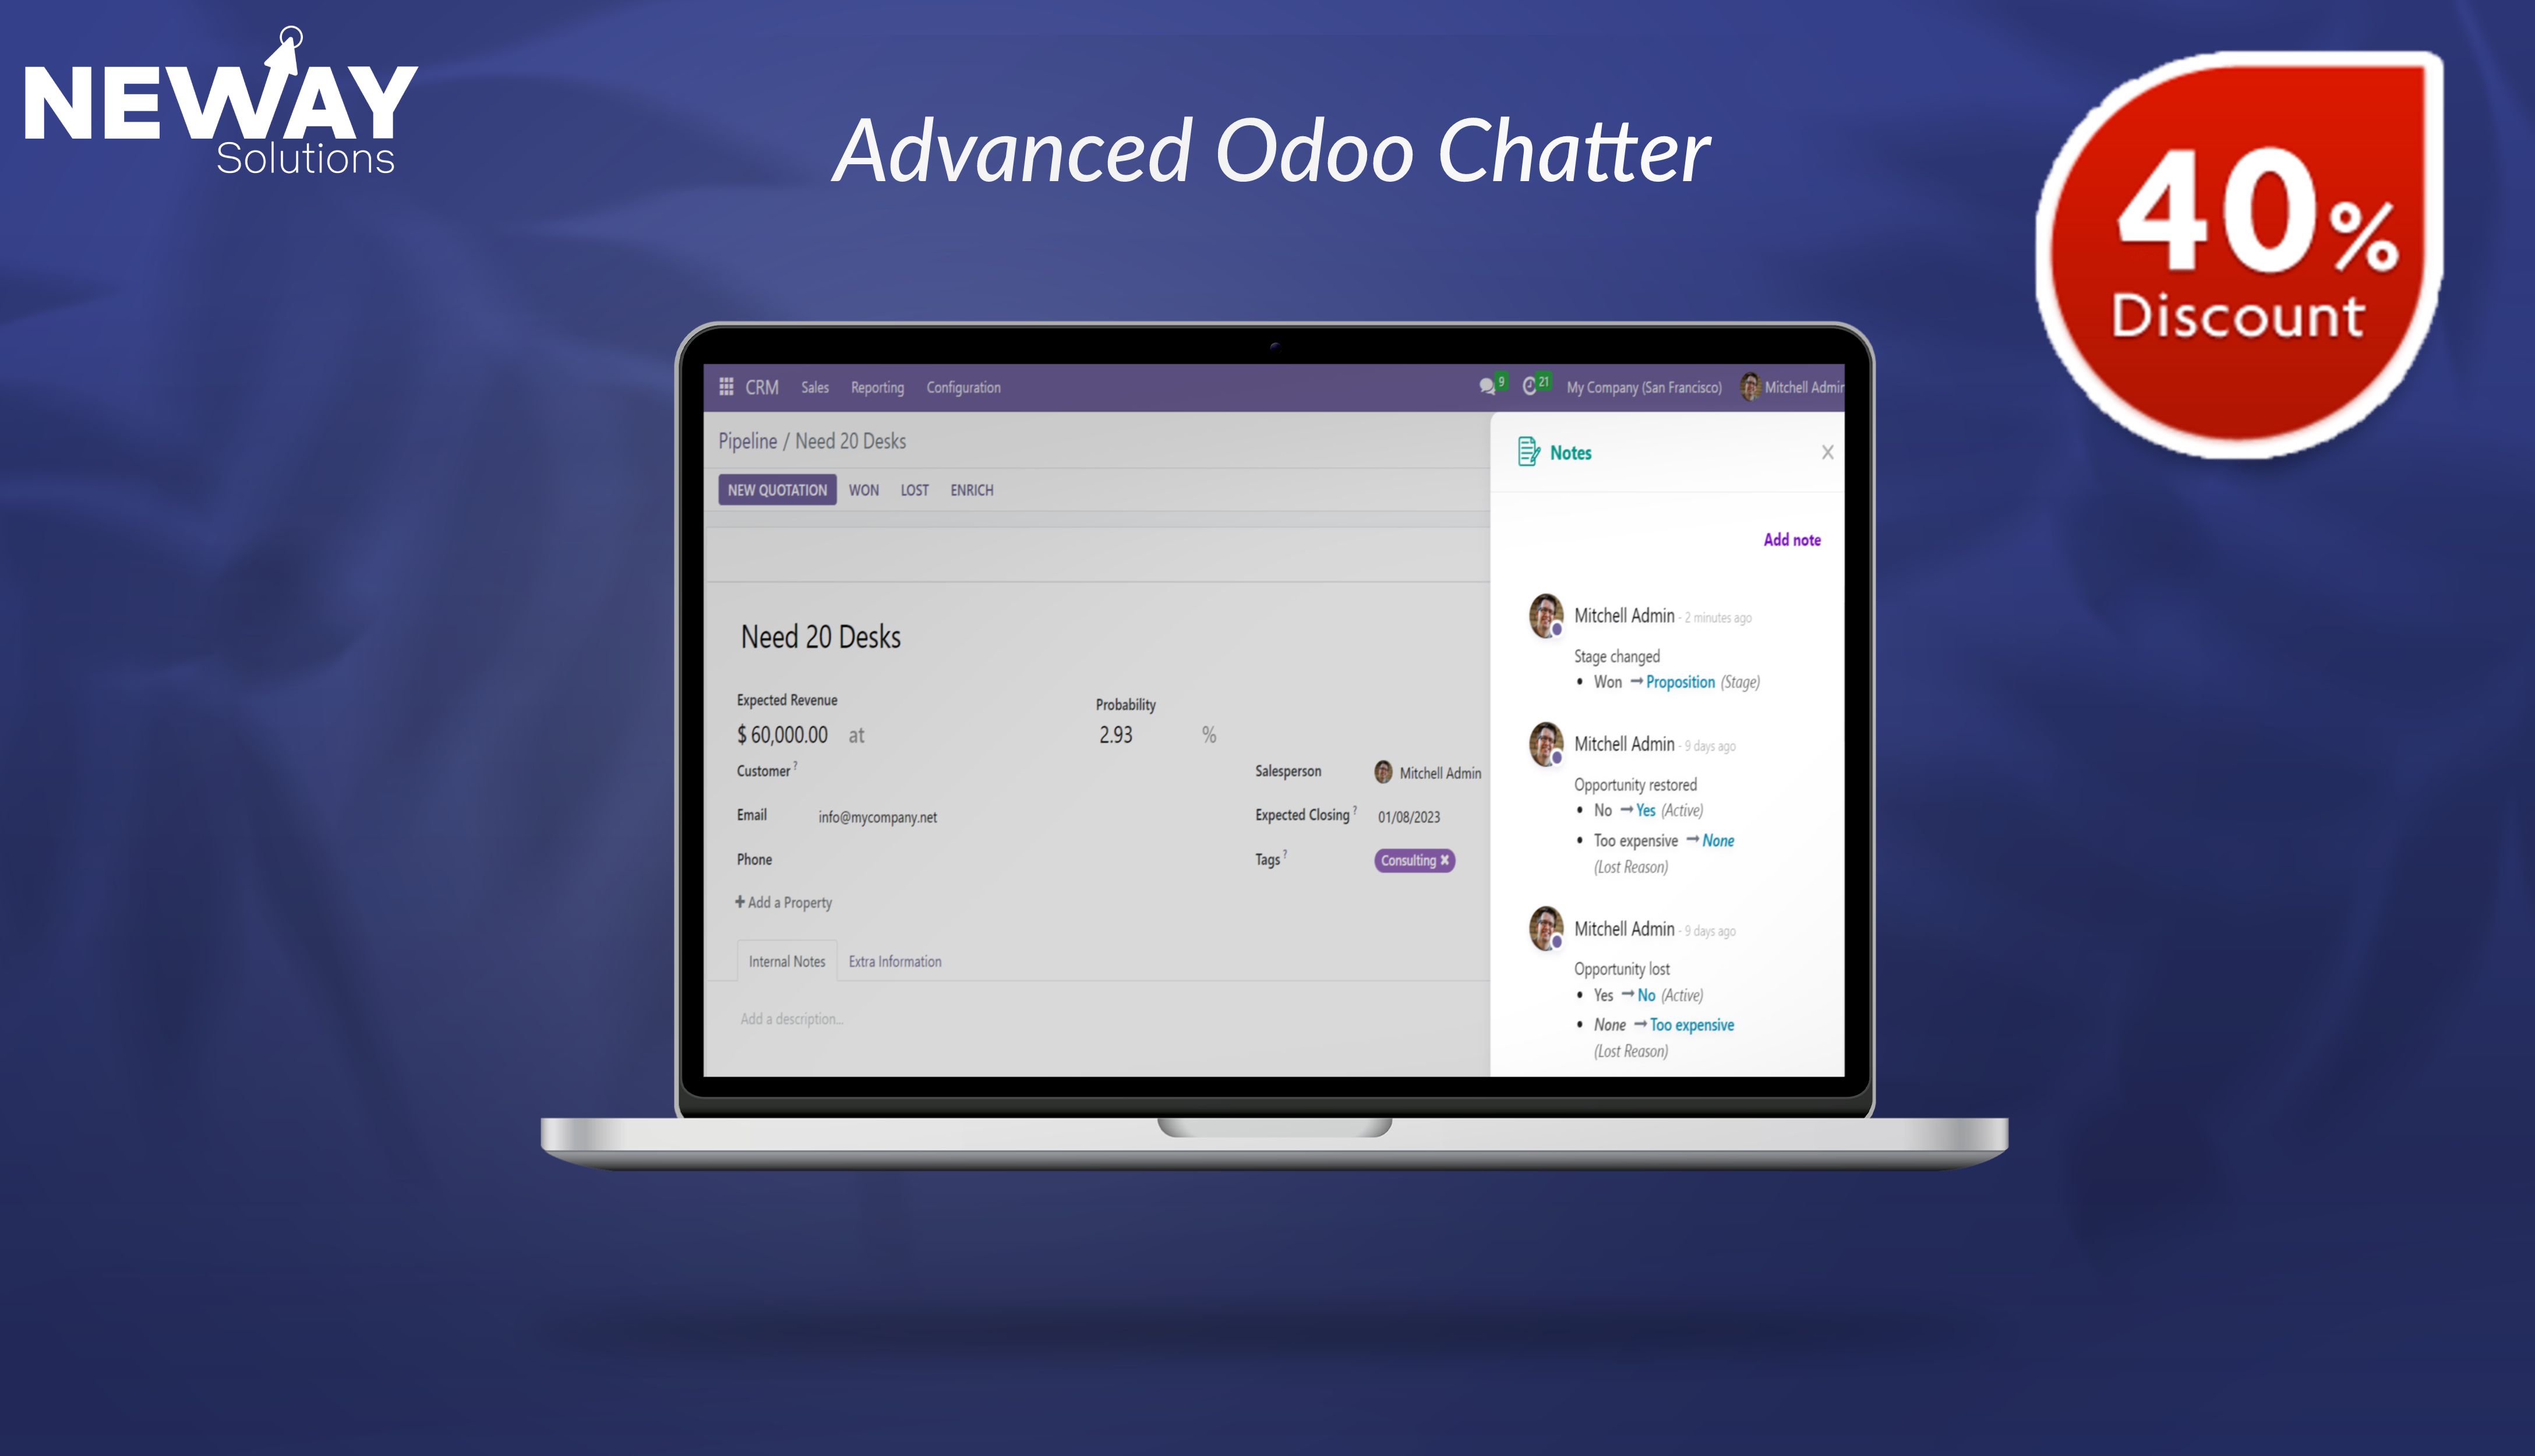 NEWAY
Solutions
Advanced Odoo Chatter
40%
Discount
CRM Sales Reporting Configuration 9 21 My Company (San Francisco) Mitchell Admin
Pipeline / Need 20 Desks
NEW QUOTATION WON LOST ENRICH
Need 20 Desks
Expected Revenue Probability
$ 60,000.00 at 2.93 %
Customer ? Salesperson Mitchell Admin
Email info@mycompany.net Expected Closing ? 01/08/2023
Phone Tags ? Consulting ✖
+ Add a Property
Internal Notes Extra Information
Add a description...
Notes X
Add note
Mitchell Admin - 2 minutes ago
Stage changed
• Won → Proposition (Stage)
Mitchell Admin - 9 days ago
Opportunity restored
• No → Yes (Active)
• Too expensive → None
(Lost Reason)
Mitchell Admin - 9 days ago
Opportunity lost
• Yes → No (Active)
• None → Too expensive
(Lost Reason)